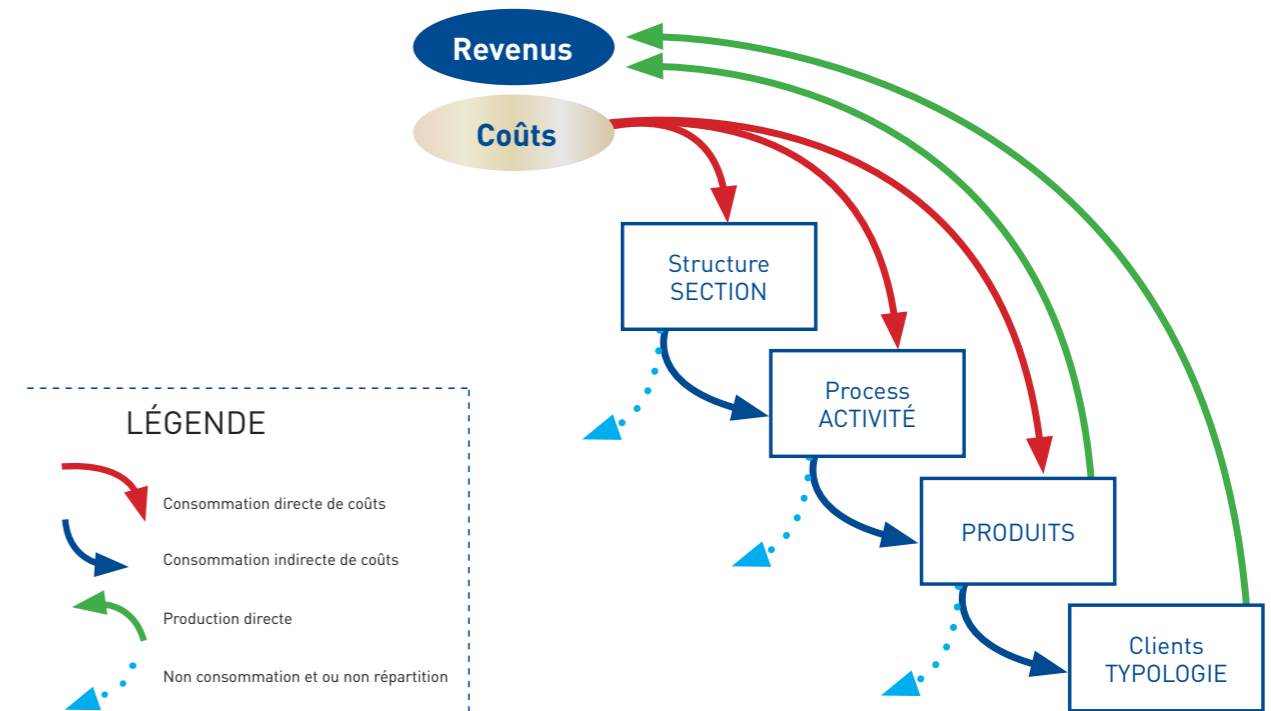 Revenus
Coûts
Structure
SECTION
Process
ACTIVITÉ
PRODUITS
Clients
TYPOLOGIE
LÉGENDE
Consommation directe de coûts
Consommation indirecte de coûts
Production directe
Non consommation et ou non répartition